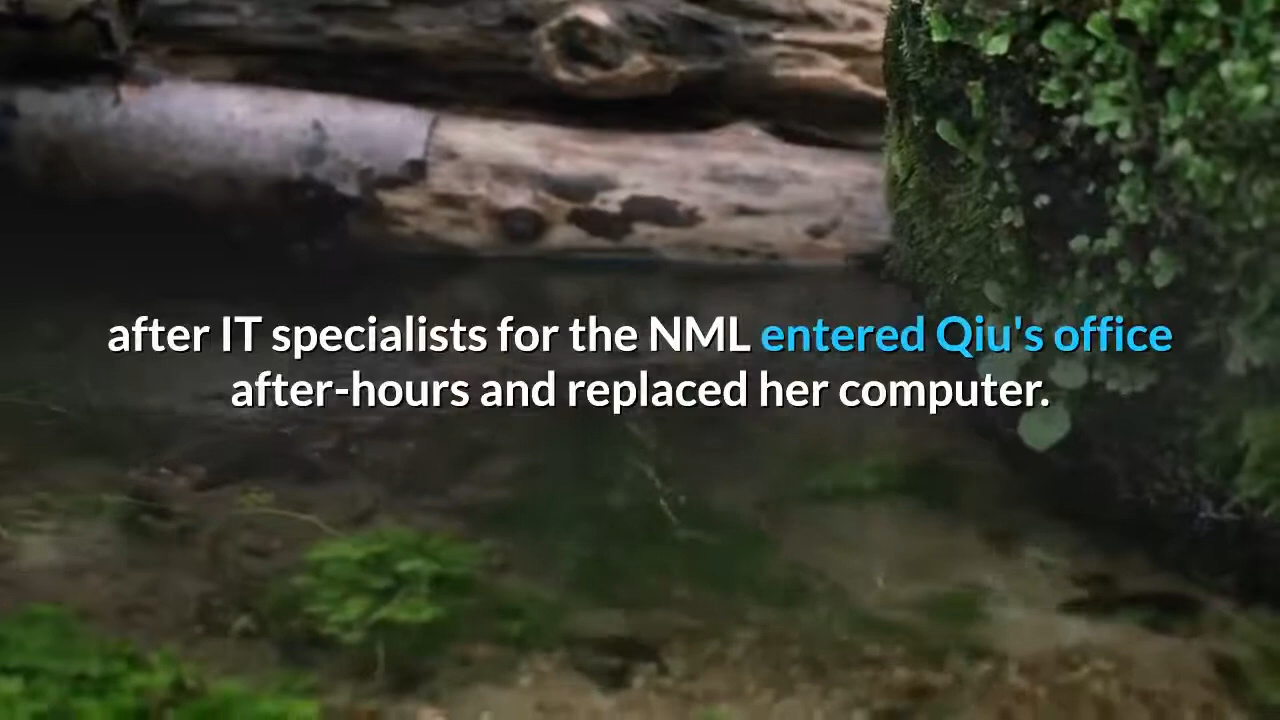 after IT specialists for the NML entered Qiu's office
after-hours and replaced her computer.